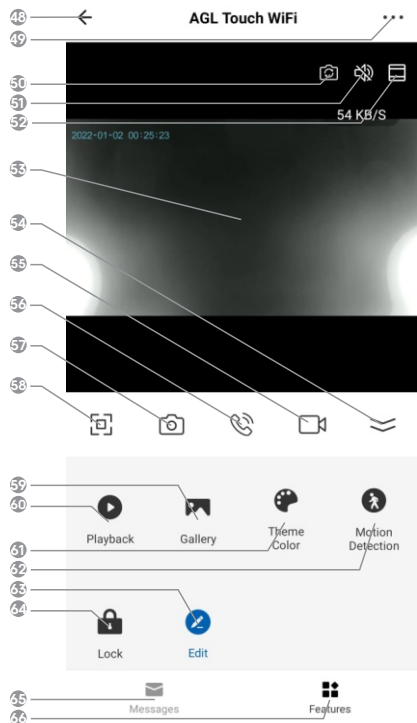 48
AGL Touch WiFi
49
50
51
52
54 KB/S
2022-01-02 00:25:23
53
54
55
56
57
58
59
60
Playback
Gallery
Theme
Color
Motion
Detection
61
62
63
64
Lock
Edit
65
Messages
Features
66